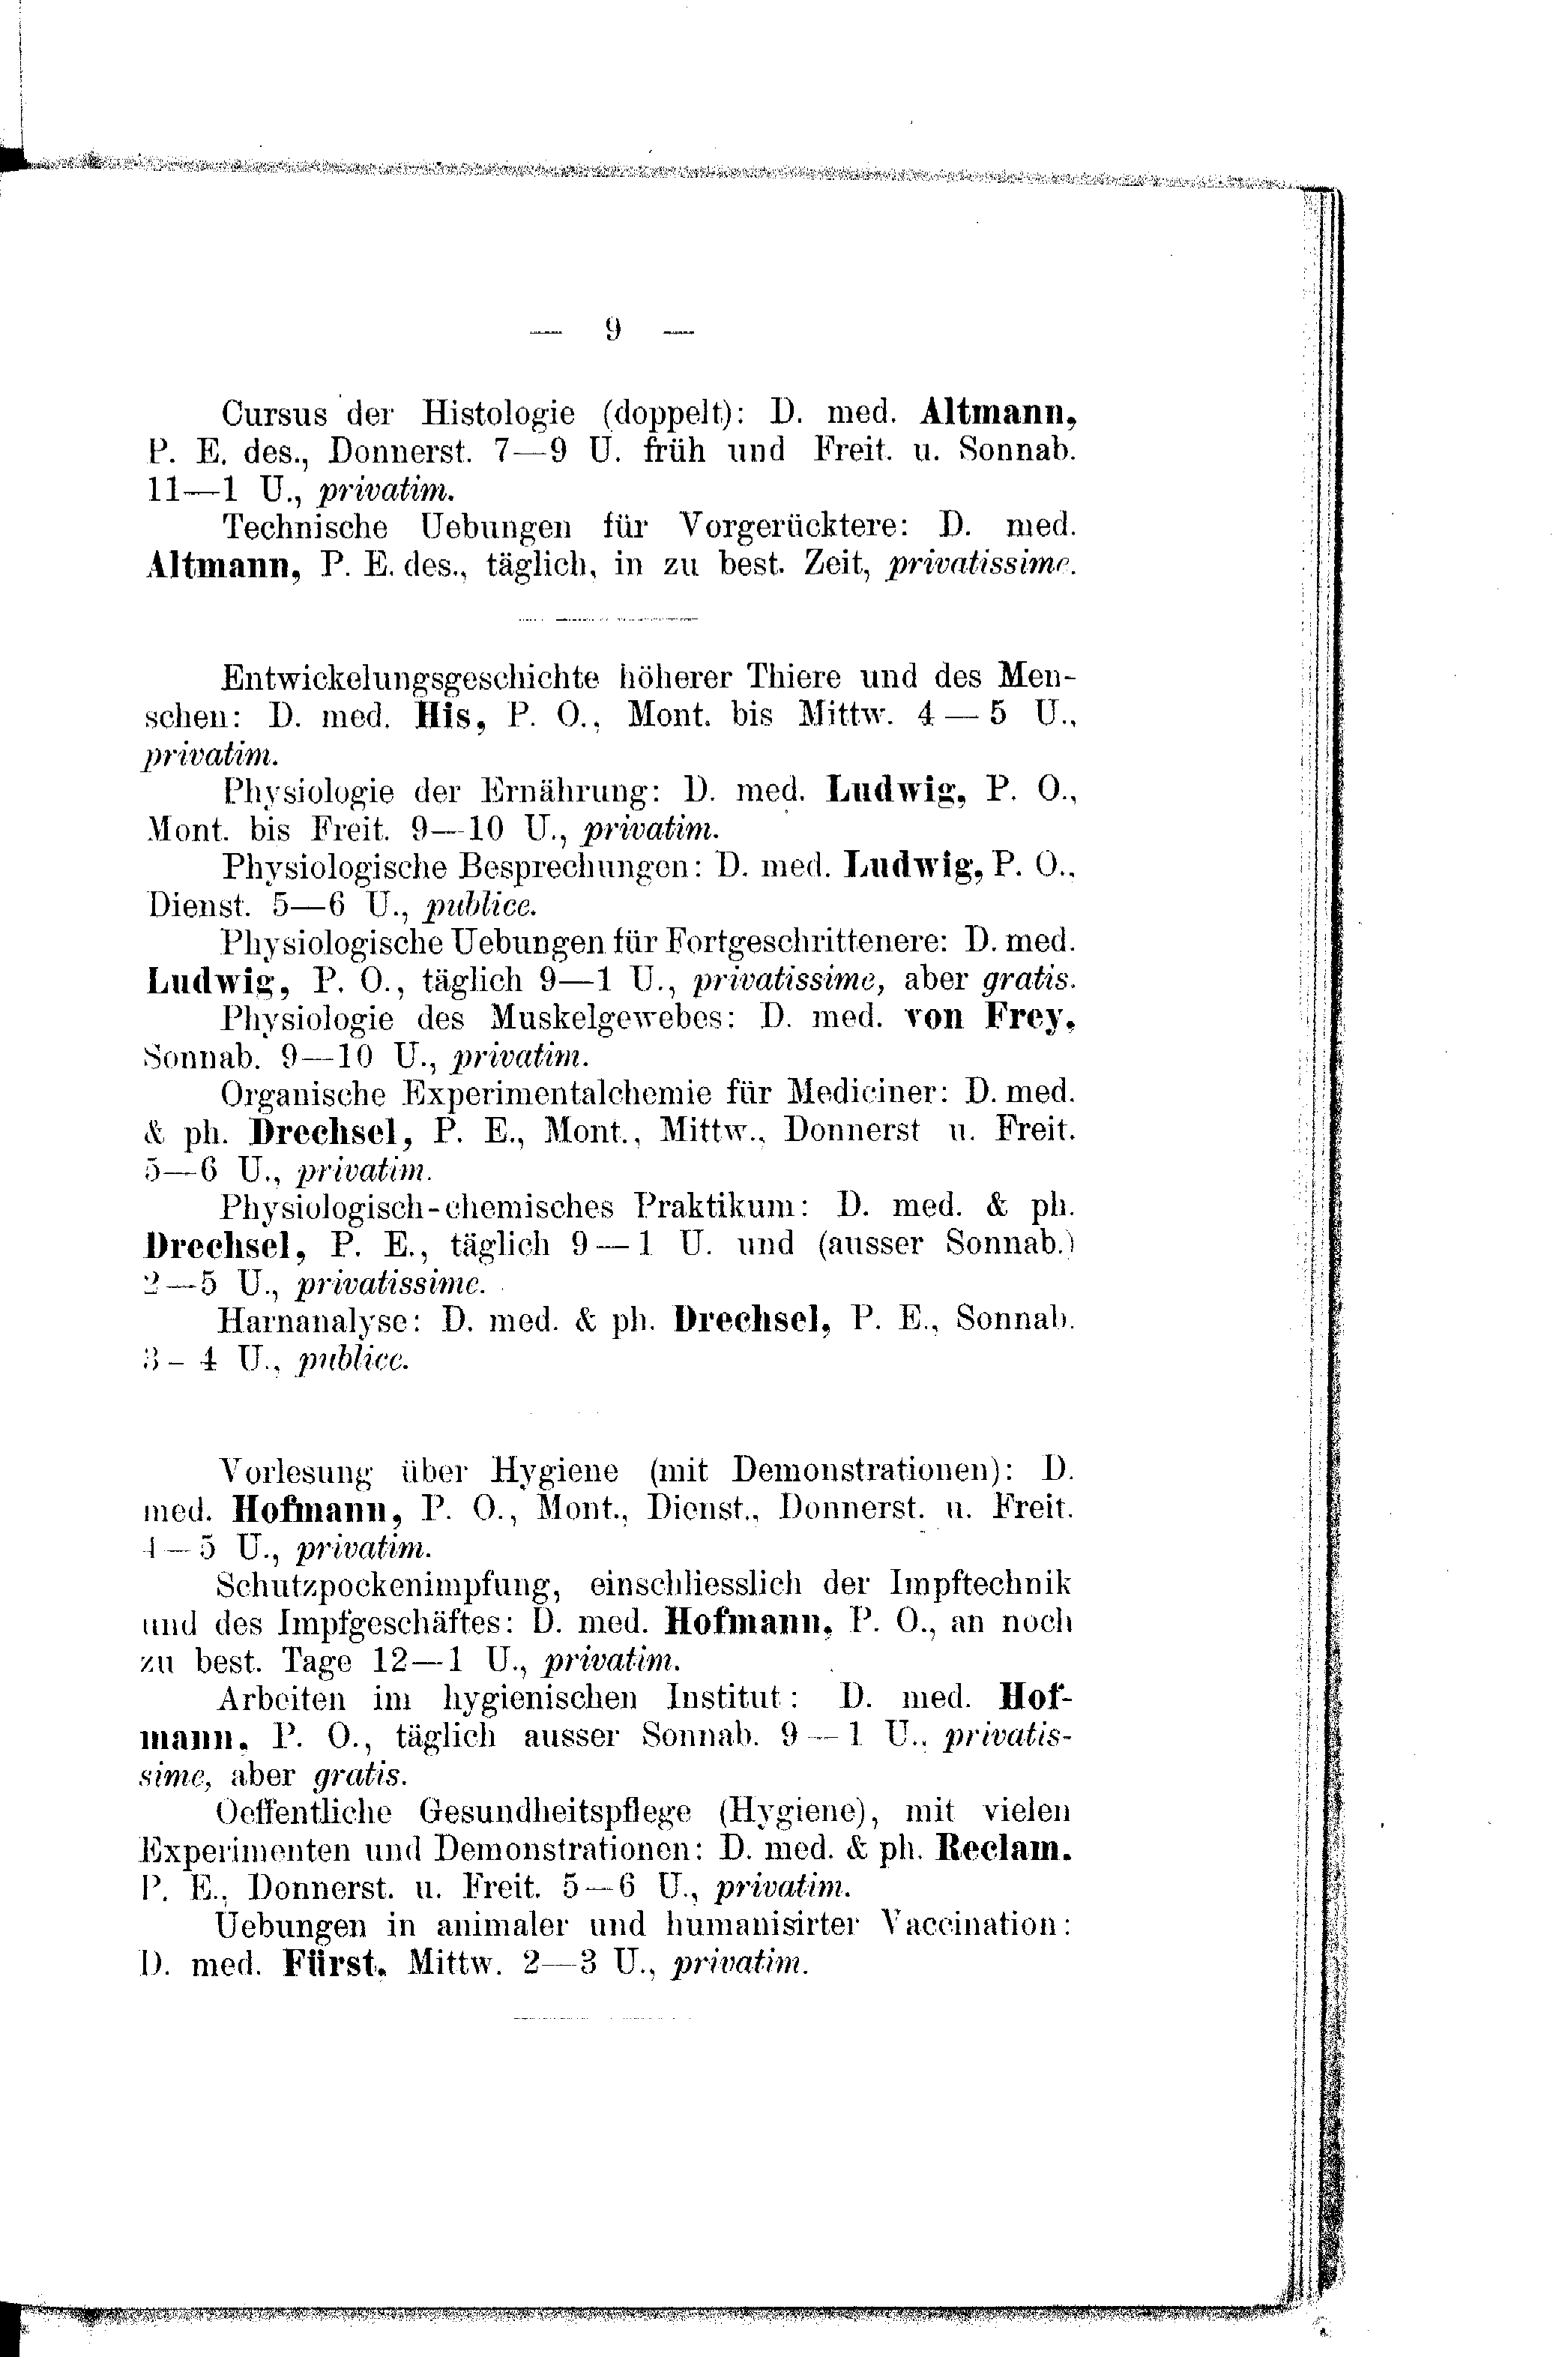 — 9 —
Cursus der Histologie (doppelt): D. med. Altmann,
P. E. des., Donnerst. 7—9 U. früh und Freit. u. Sonnab.
11—1 U., privatim.
Technische Uebungen für Vorgerücktere: D. med.
Altmann, P. E. des., täglich, in zu best. Zeit, privatissime.
Entwickelungsgeschichte höherer Thiere und des Men-
schen: D. med. His, P. O., Mont. bis Mittw. 4—5 U.,
privatim.
Physiologie der Ernährung: D. med. Ludwig, P. O.,
Mont. bis Freit. 9—10 U., privatim.
Physiologische Besprechungen: D. med. Ludwig, P. O.,
Dienst. 5—6 U., publice.
Physiologische Uebungen für Fortgeschrittenere: D. med.
Ludwig, P. O., täglich 9—1 U., privatissime, aber gratis.
Physiologie des Muskelgewebes: D. med. von Frey,
Sonnab. 9—10 U., privatim.
Organische Experimentalchemie für Mediciner: D. med.
& ph. Drechsel, P. E., Mont., Mittw., Donnerst u. Freit.
5—6 U., privatim.
Physiologisch-chemisches Praktikum: D. med. & ph.
Drechsel, P. E., täglich 9—1 U. und (ausser Sonnab.)
2—5 U., privatissime.
Harnanalyse: D. med. & ph. Drechsel, P. E., Sonnab.
3—4 U., publice.
Vorlesung über Hygiene (mit Demonstrationen): D.
med. Hofmann, P. O., Mont., Dienst., Donnerst. u. Freit.
4—5 U., privatim.
Schutzpockenimpfung, einschliesslich der Impftechnik
und des Impfgeschäftes: D. med. Hofmann, P. O., an noch
zu best. Tage 12—1 U., privatim.
Arbeiten im hygienischen Institut: D. med. Hof-
mann, P. O., täglich ausser Sonnab. 9—1 U., privatis-
sime, aber gratis.
Oeffentliche Gesundheitspflege (Hygiene), mit vielen
Experimenten und Demonstrationen: D. med. & ph. Reclam,
P. E., Donnerst. u. Freit. 5—6 U., privatim.
Uebungen in animaler und humanisirter Vaccination:
D. med. Fürst, Mittw. 2—3 U., privatim.